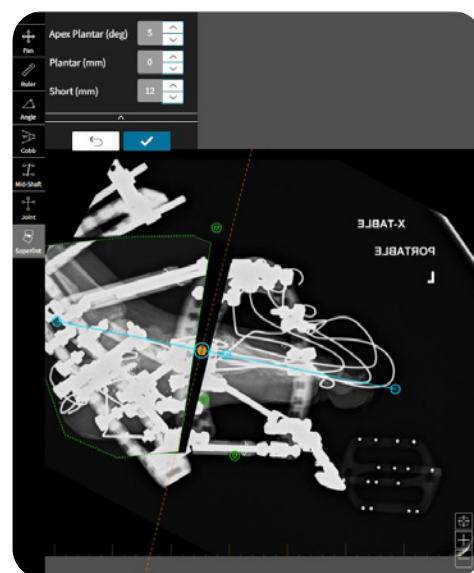 Apex Plantar (deg) 5
Plantar (mm) 0
Short (mm) 12
Pan
Ruler
Angle
Cobb
Mid-Shaft
Joint
SuperDot
X-TABLE
PORTABLE
L